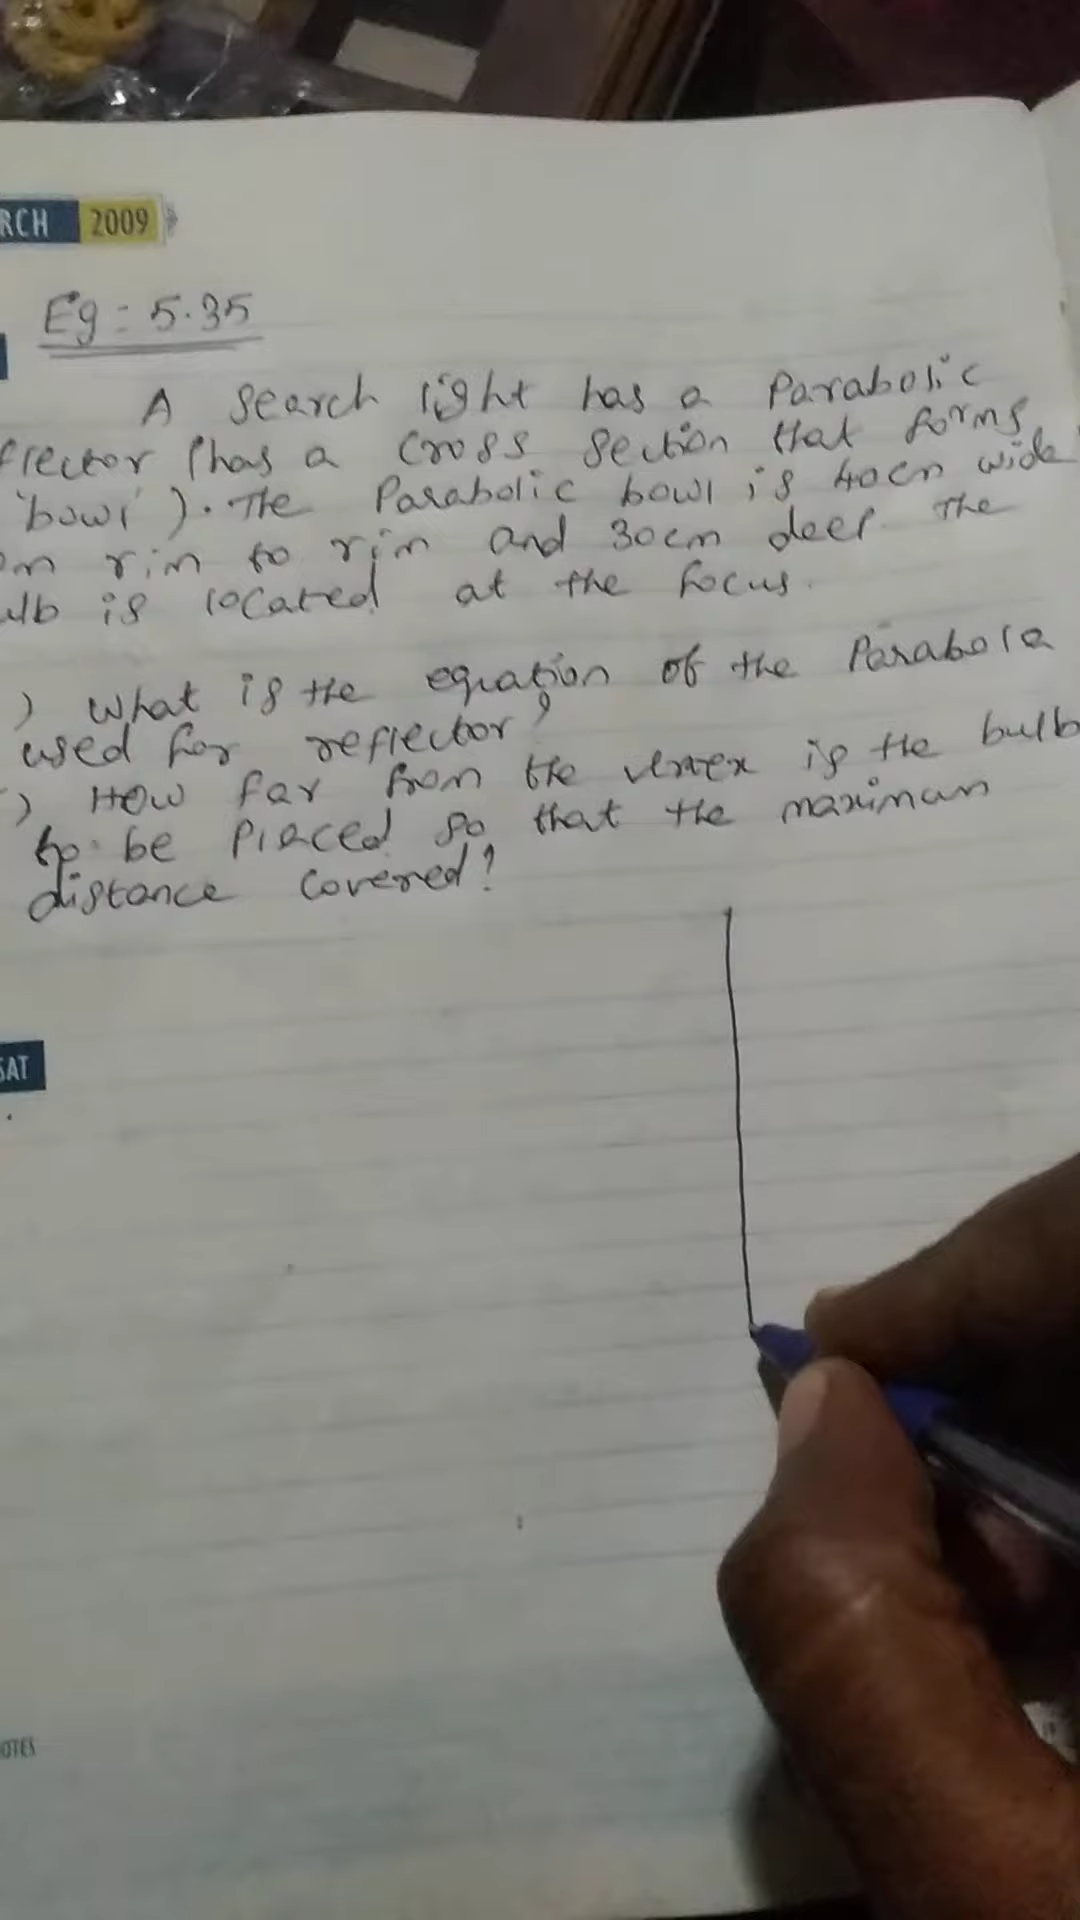 RCH 2009
Eg: 5.35
A search light has a Parabolic
flector (has a cross section that forms
'bowl'). The Parabolic bowl is 40cm wide
om rim to rim and 30cm deep. The
ulb is located at the focus.
) What is the equation of the Parabola
used for reflector?
) How far from the vertex is the bulb
to be Placed so that the maximum
distance covered?
SAT
OTES